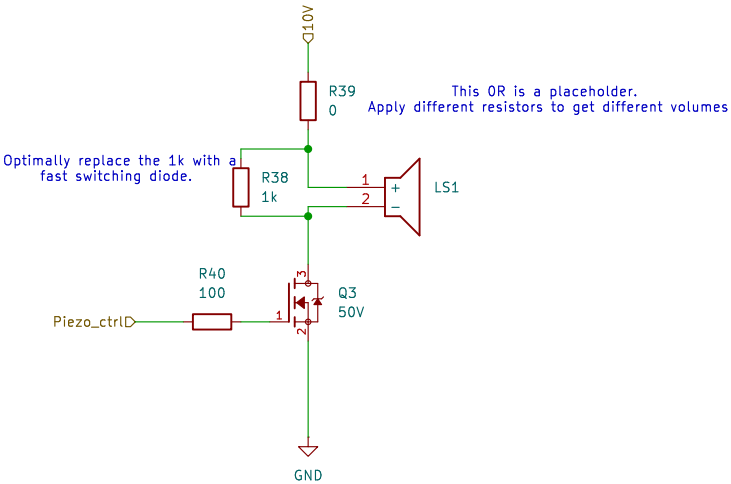 10V
R39
0
This 0R is a placeholder.
Apply different resistors to get different volumes
Optimally replace the 1k with a
fast switching diode.
R38
1k
1
+
2
−
LS1
R40
100
3
Q3
50V
1
2
Piezo_ctrl
GND